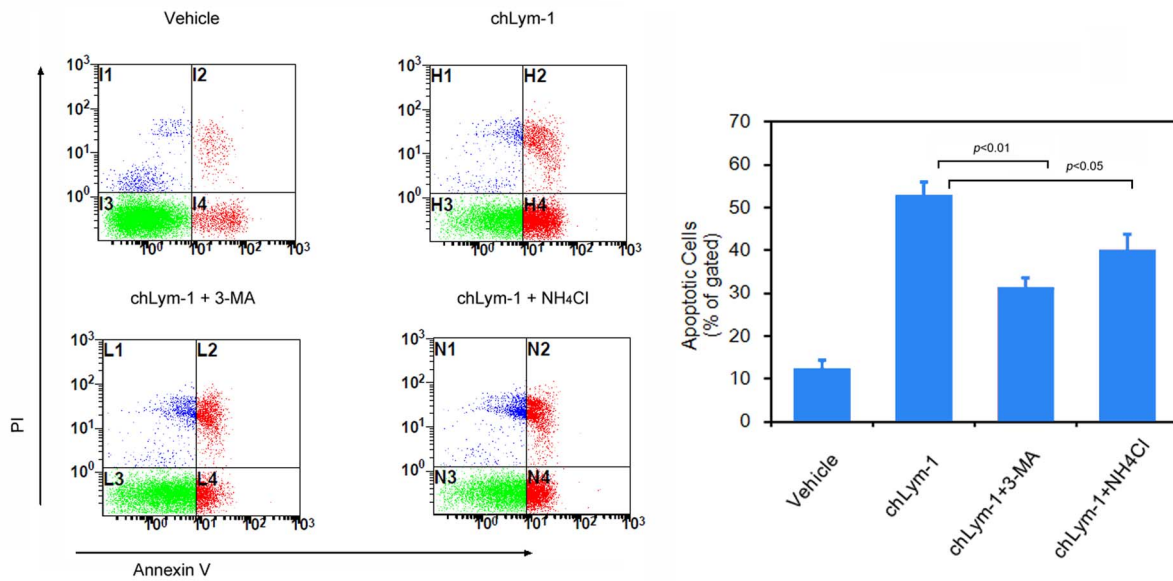 Vehicle
chLym-1
10³
10²
10¹
10⁰
I1
I2
I3
I4
10⁰
10¹
10²
10³
10³
10²
10¹
10⁰
H1
H2
H3
H4
10⁰
10¹
10²
10³
chLym-1 + 3-MA
chLym-1 + NH₄Cl
10³
10²
10¹
10⁰
L1
L2
L3
L4
10⁰
10¹
10²
10³
10³
10²
10¹
10⁰
N1
N2
N3
N4
10⁰
10¹
10²
10³
PI
Annexin V
Apoptotic Cells
(% of gated)
70
60
50
40
30
20
10
0
p<0.01
p<0.05
Vehicle
chLym-1
chLym-1+3-MA
chLym-1+NH4Cl